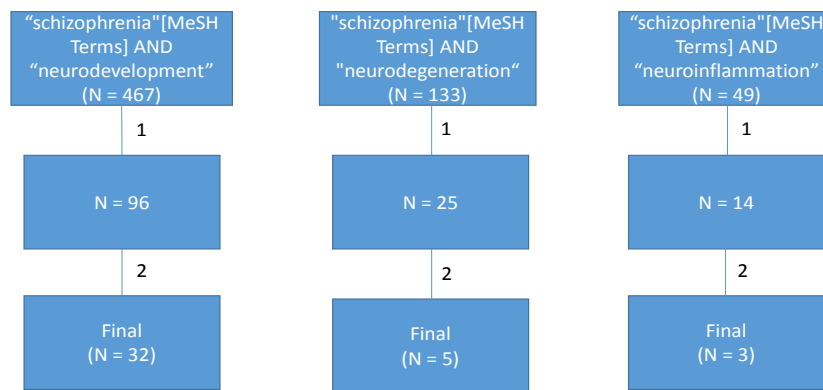 “schizophrenia"[MeSH
Terms] AND
“neurodevelopment”
(N = 467)
"schizophrenia"[MeSH
Terms] AND
"neurodegeneration“
(N = 133)
“schizophrenia"[MeSH
Terms] AND
“neuroinflammation”
(N = 49)
1
1
1
N = 96
N = 25
N = 14
2
2
2
Final
(N = 32)
Final
(N = 5)
Final
(N = 3)